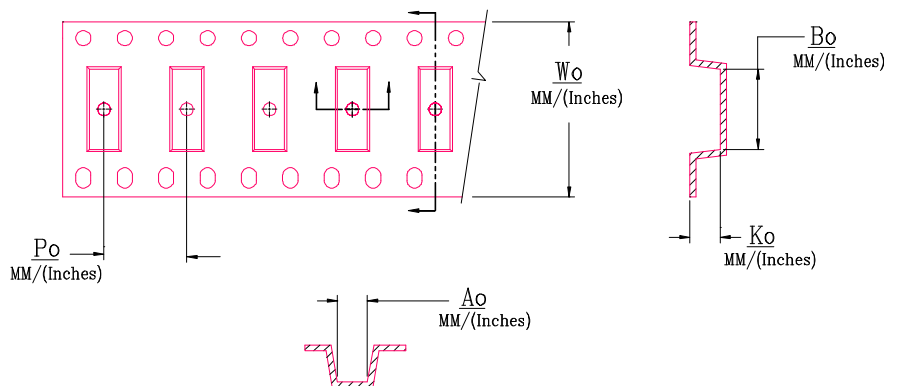 Wo
MM/(Inches)
Bo
MM/(Inches)
Po
MM/(Inches)
Ko
MM/(Inches)
Ao
MM/(Inches)